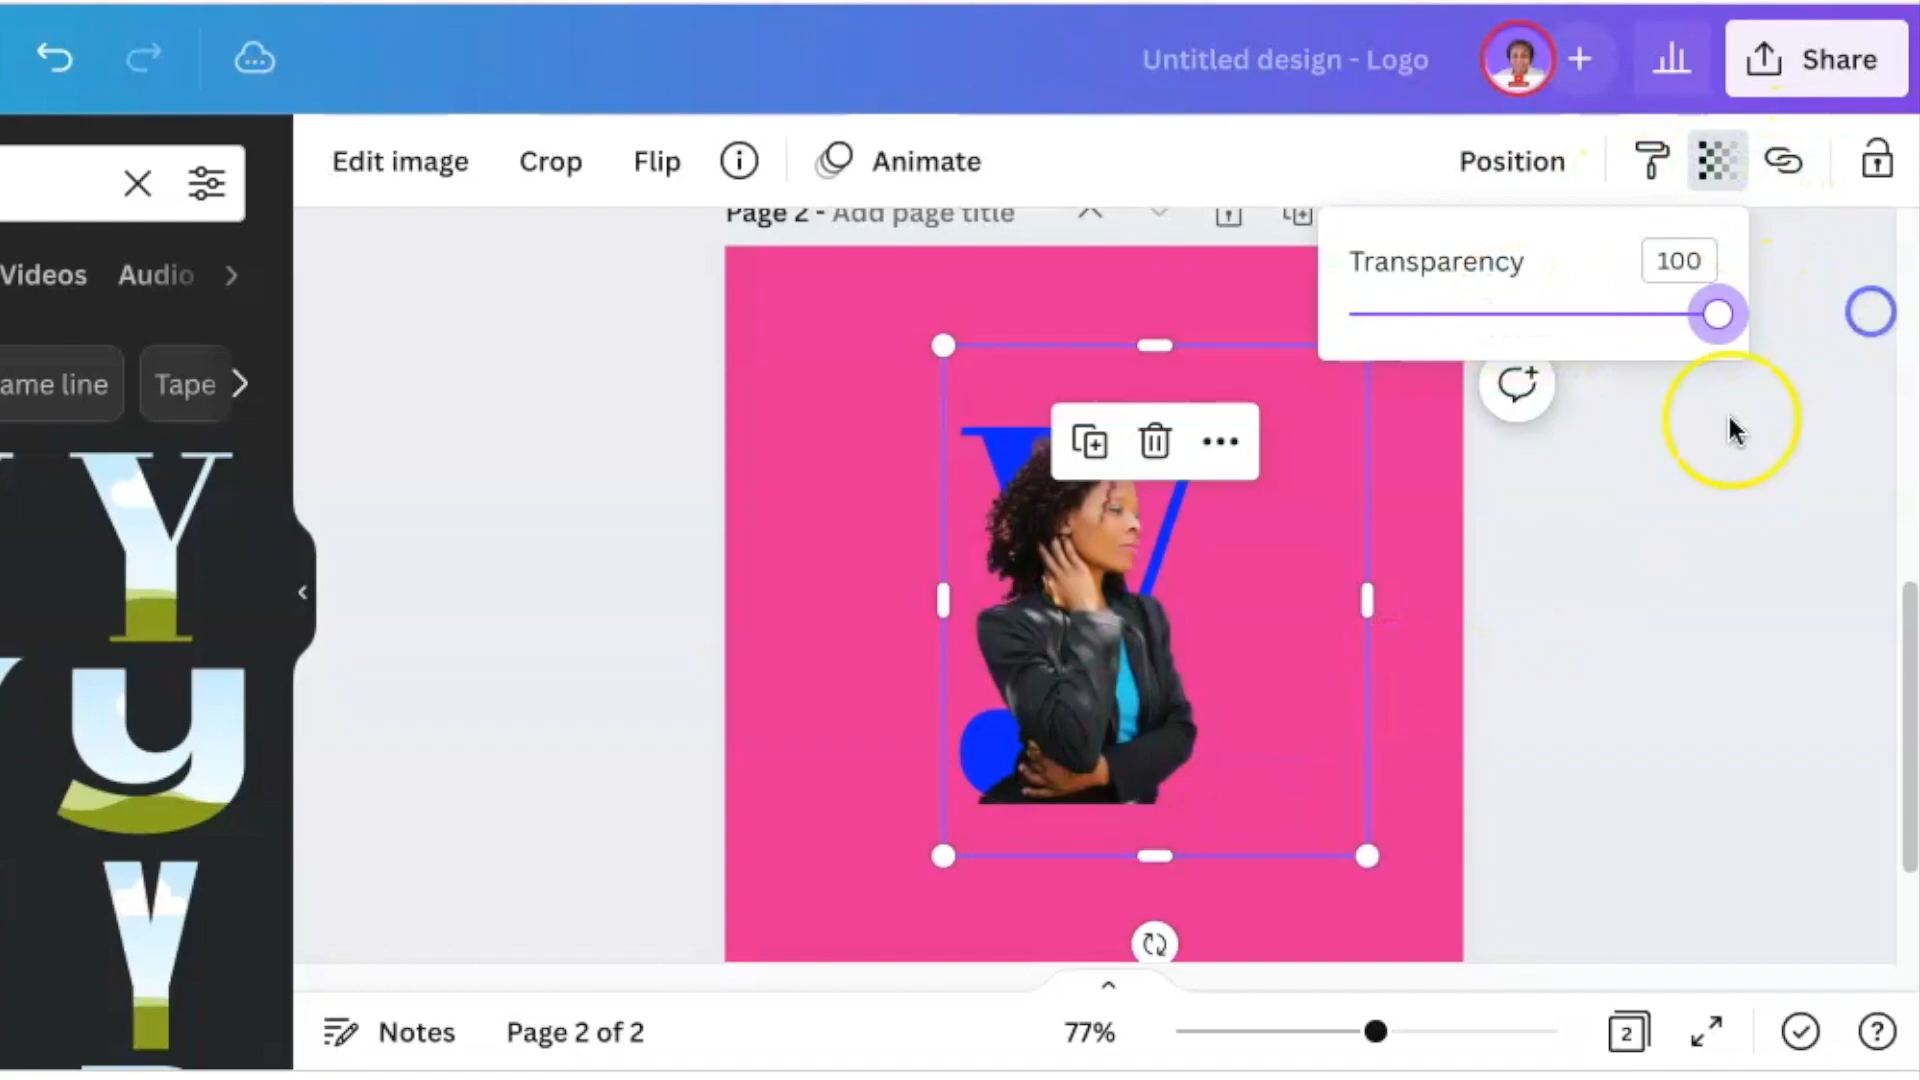 Untitled design - Logo
Share
Edit image
Crop
Flip
Animate
Position
Page 2 - Add page title
Transparency
100
Videos
Audio
ame line
Tape
Notes
Page 2 of 2
77%
2